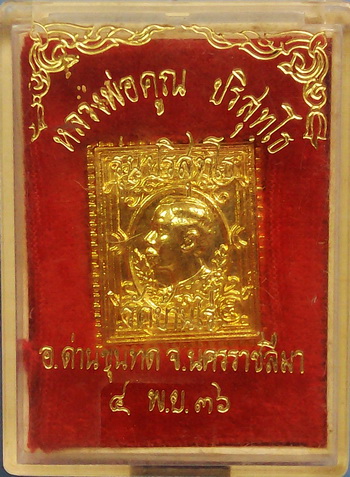 หลวงพ่อคูณ ปริสุทโธ
อ.ด่านขุนทด จ.นครราชสีมา
๔ พ.ย.๓๖